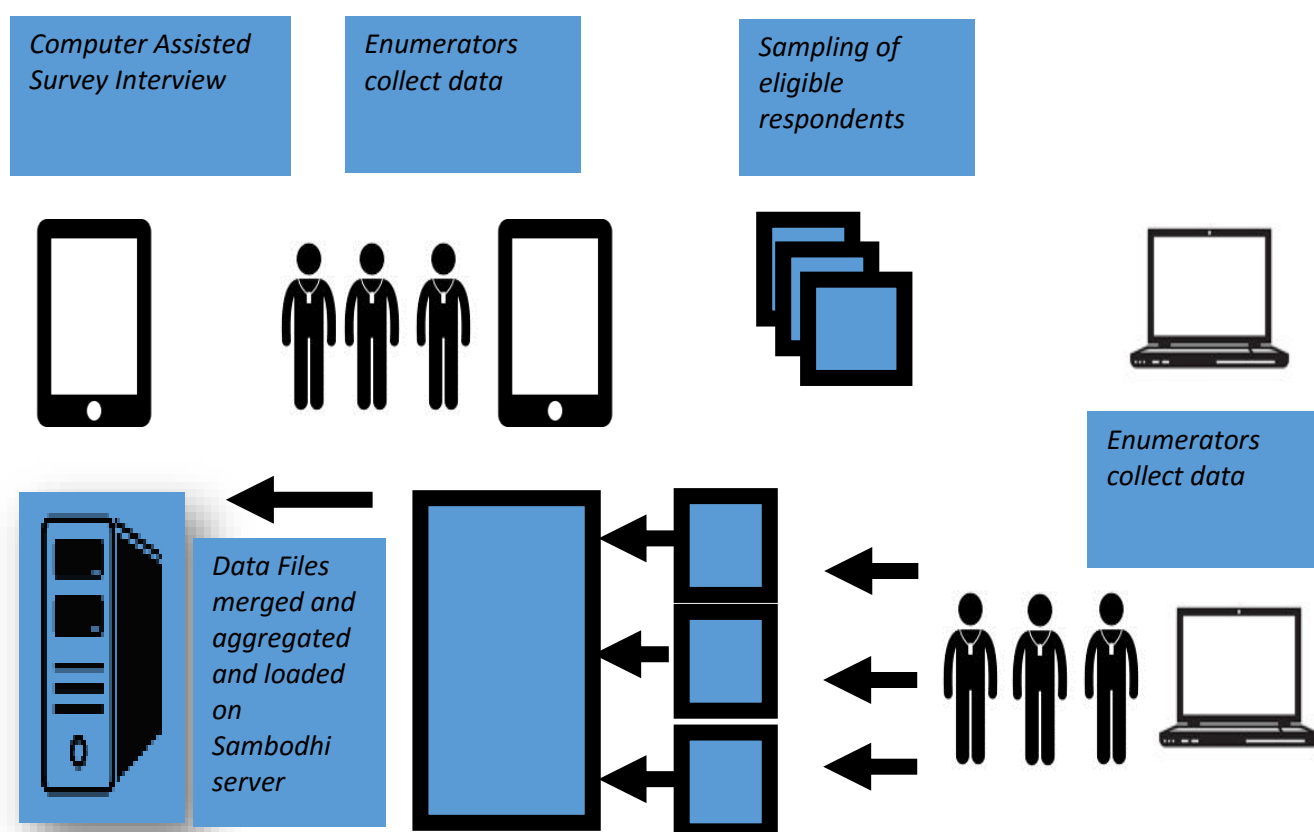 Computer Assisted
Survey Interview
Enumerators
collect data
Sampling of
eligible
respondents
Enumerators
collect data
Data Files
merged and
aggregated
and loaded
on
Sambodhi
server